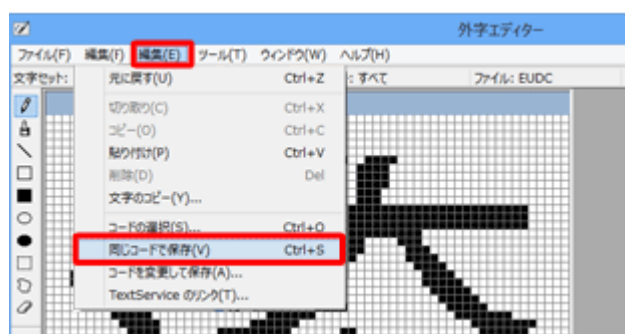 外字エディター
ファイル(F) 編集(I) 編集(E) ツール(T) ウィンドウ(W) ヘルプ(H)
文字セット: : すべて ファイル: EUDC
元に戻す(U) Ctrl+Z
切り取り(C) Ctrl+X
コピー(O) Ctrl+C
貼り付け(P) Ctrl+V
削除(D) Del
文字のコピー(Y)...
コードの選択(S)... Ctrl+O
同じコードで保存(V) Ctrl+S
コードを変更して保存(A)...
TextService のリンク(T)...